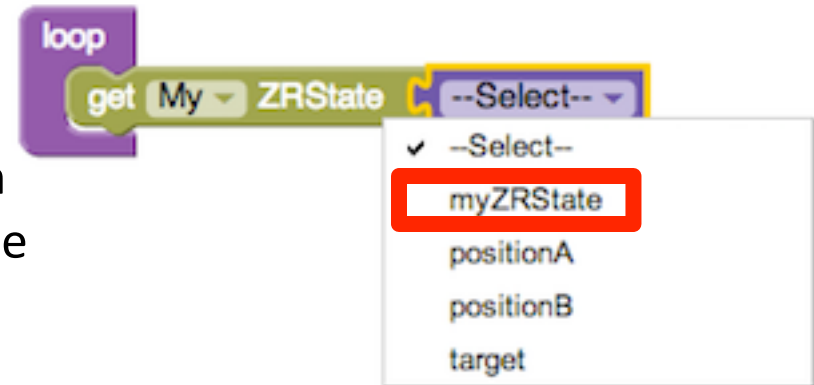 loop
get My ZRState --Select--
✓ --Select--
myZRState
e
positionA
positionB
target